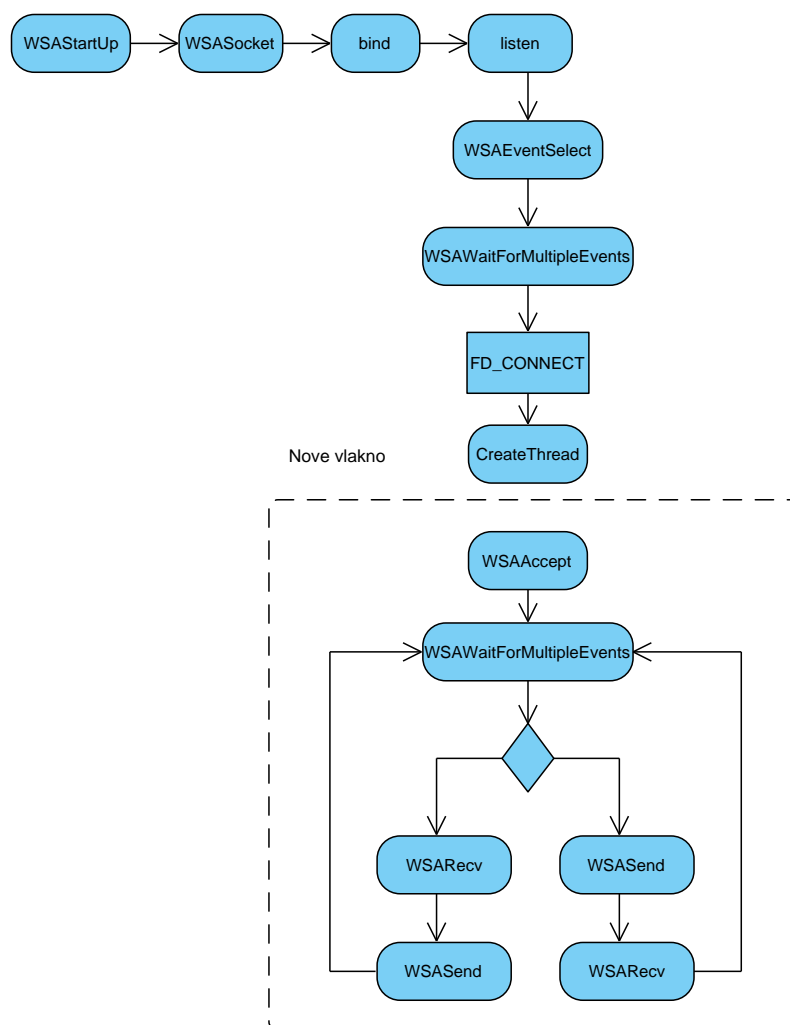 WSAStartUp
WSASocket
bind
listen
WSAEventSelect
WSAWaitForMultipleEvents
FD_CONNECT
CreateThread
Nove vlakno
WSAAccept
WSAWaitForMultipleEvents
WSARecv
WSASend
WSASend
WSARecv